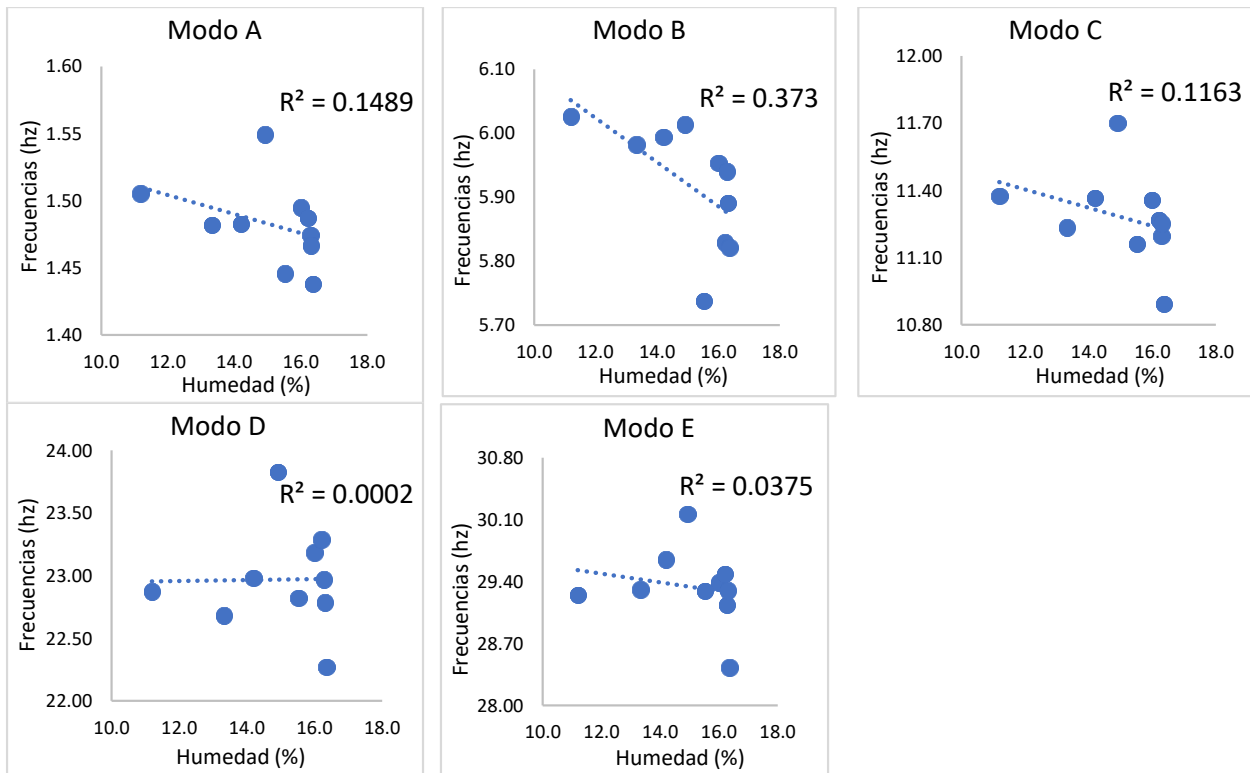 Modo A
R² = 0.1489
Frecuencias (hz)
1.60
1.55
1.50
1.45
1.40
10.0 12.0 14.0 16.0 18.0
Humedad (%)
Modo B
R² = 0.373
Frecuencias (hz)
6.10
6.00
5.90
5.80
5.70
10.0 12.0 14.0 16.0 18.0
Humedad (%)
Modo C
R² = 0.1163
Frecuencias (hz)
12.00
11.70
11.40
11.10
10.80
10.0 12.0 14.0 16.0 18.0
Humedad (%)
Modo D
R² = 0.0002
Frecuencias (hz)
24.00
23.50
23.00
22.50
22.00
10.0 12.0 14.0 16.0 18.0
Humedad (%)
Modo E
R² = 0.0375
Frecuencias (hz)
30.80
30.10
29.40
28.70
28.00
10.0 12.0 14.0 16.0 18.0
Humedad (%)